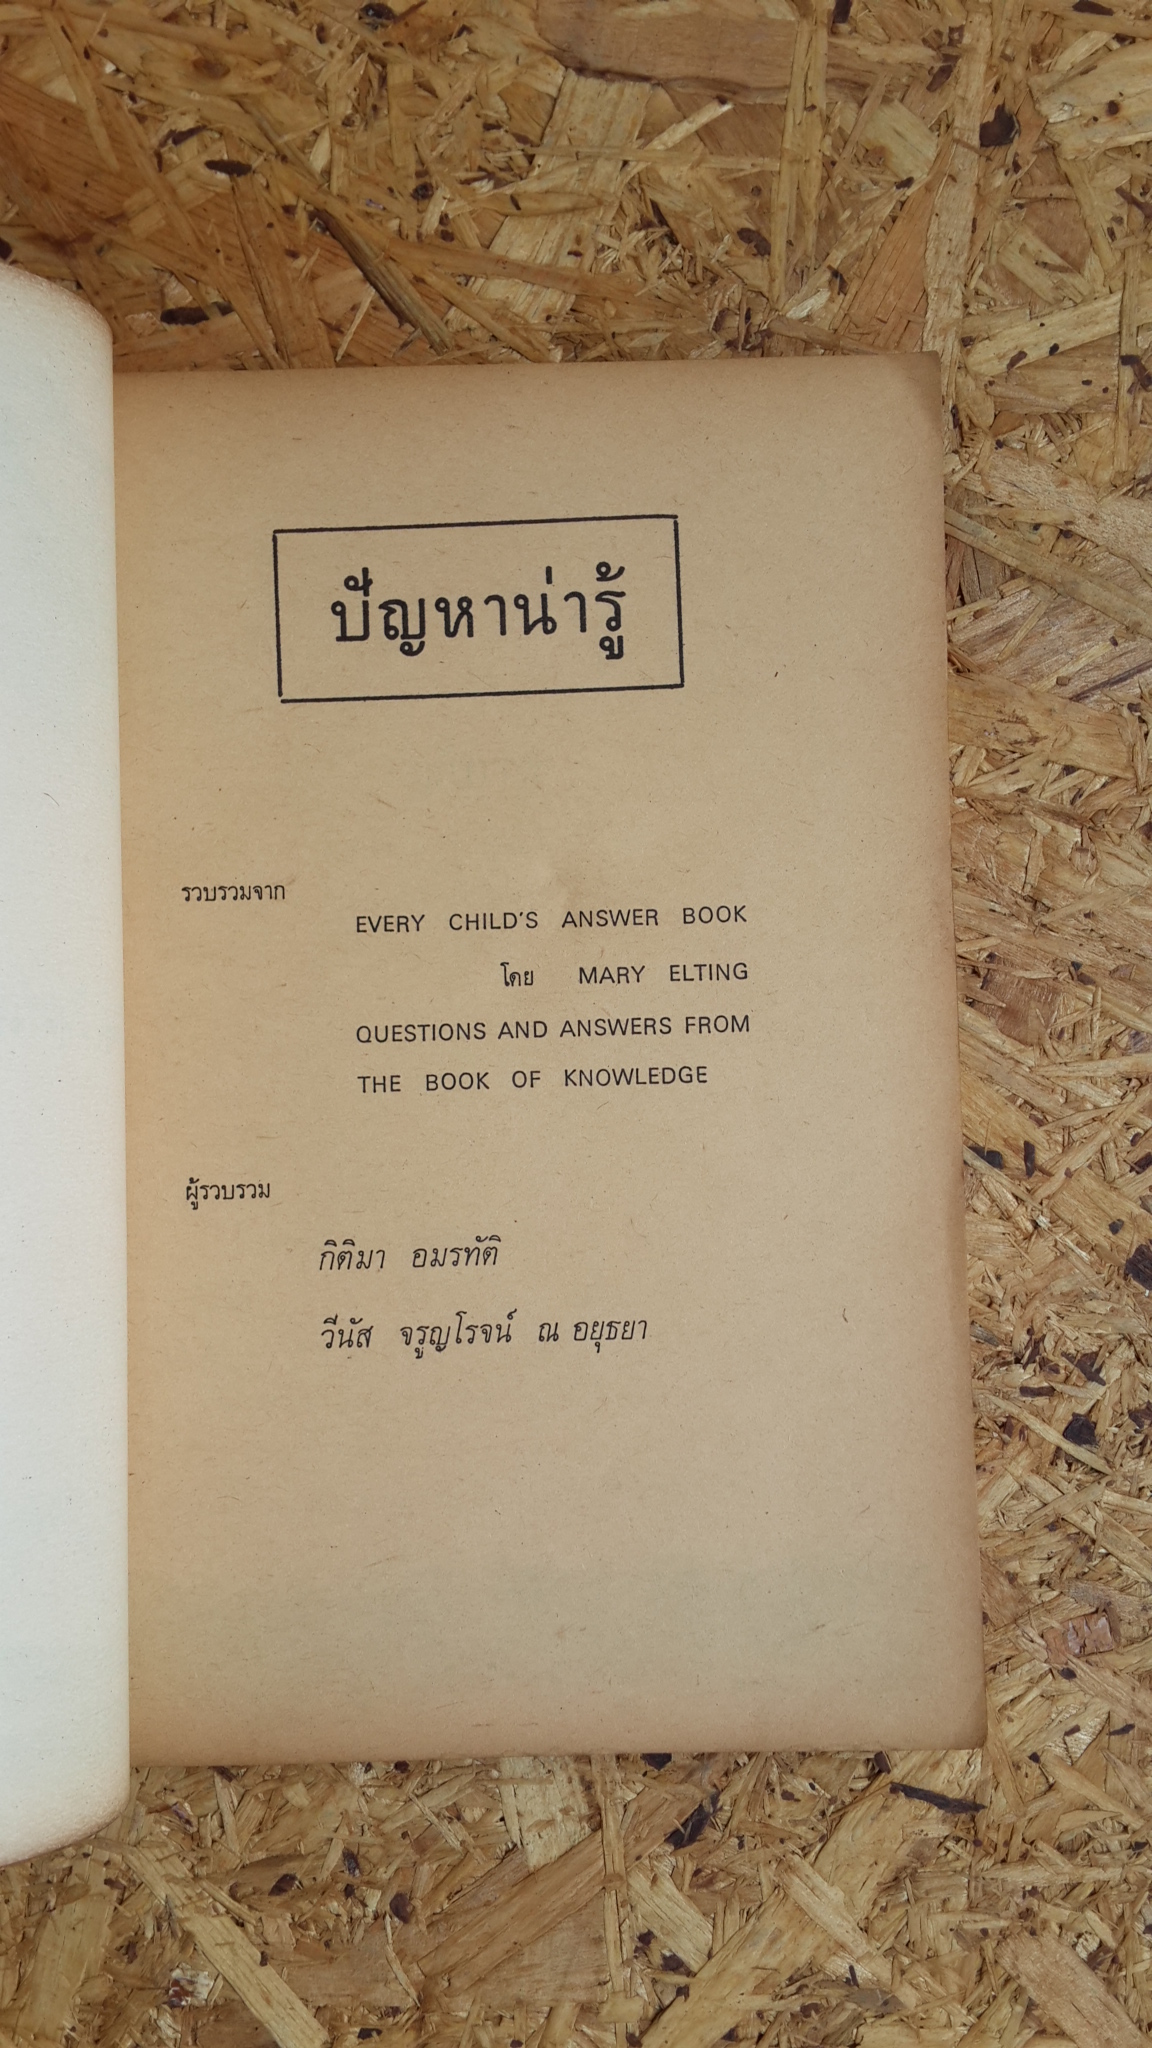 ปัญหาน่ารู้
รวบรวมจาก
EVERY CHILD'S ANSWER BOOK
โดย MARY ELTING
QUESTIONS AND ANSWERS FROM
THE BOOK OF KNOWLEDGE
ผู้รวบรวม
กิติมา อมรทัติ
วีนัส จรูญโรจน์ ณ อยุธยา